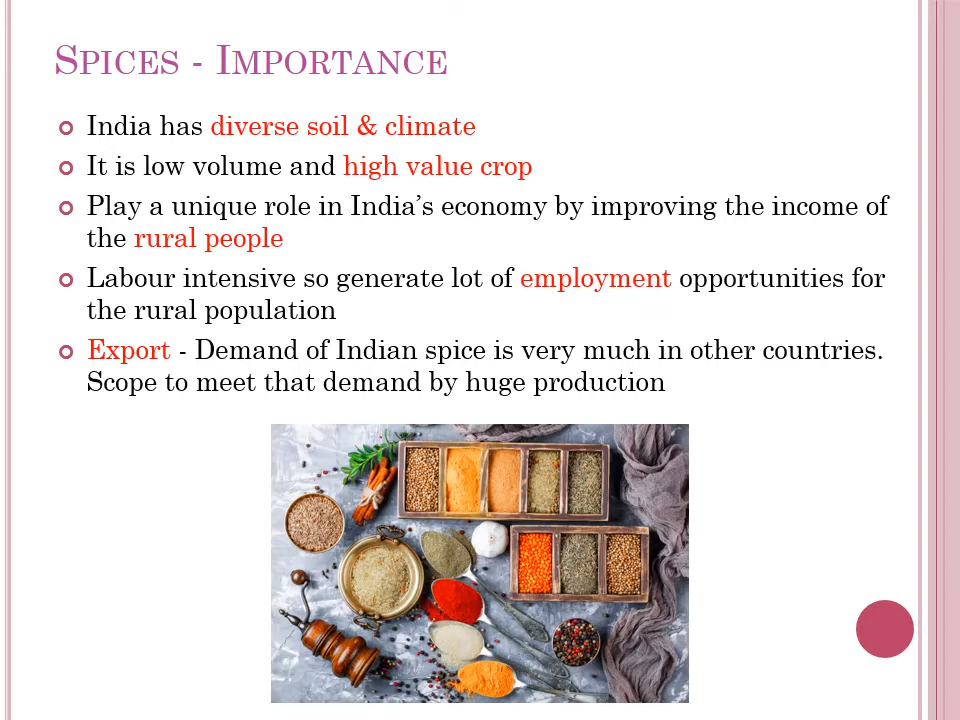 SPICES - IMPORTANCE
India has diverse soil & climate
It is low volume and high value crop
Play a unique role in India’s economy by improving the income of
the rural people
Labour intensive so generate lot of employment opportunities for
the rural population
Export - Demand of Indian spice is very much in other countries.
Scope to meet that demand by huge production